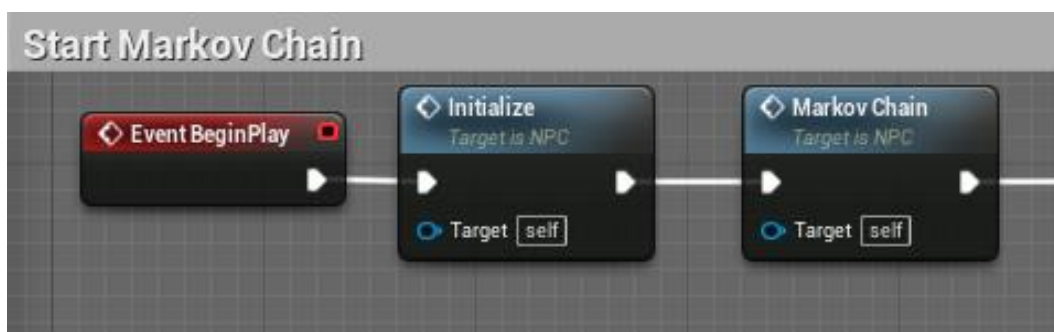 Start Markov Chain
Event BeginPlay
Initialize
Target is NPC
Target self
Markov Chain
Target is NPC
Target self